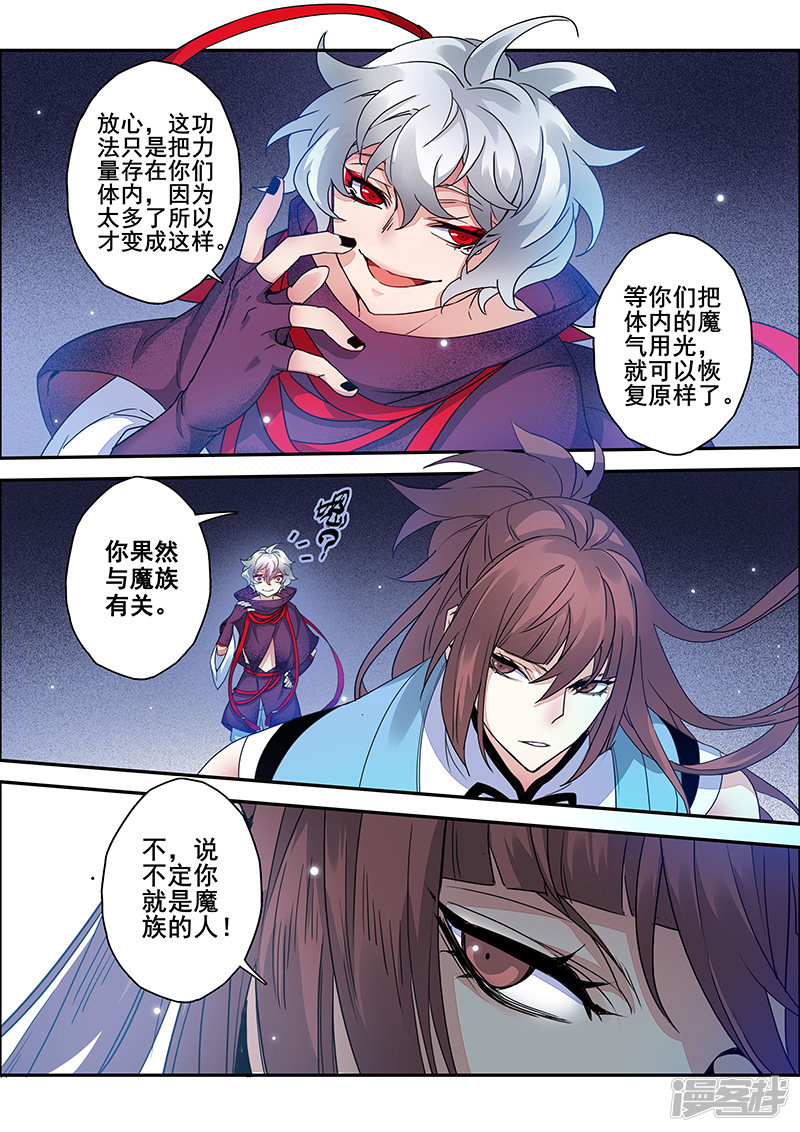 放心，这功
法只是把力
量存在你们
体内，因为
太多了所以
才变成这样。
等你们把
体内的魔
气用光，
就可以恢
复原样了。
你果然
与魔族
有关。
不，说
不定你
就是魔
族的人！
漫客栈